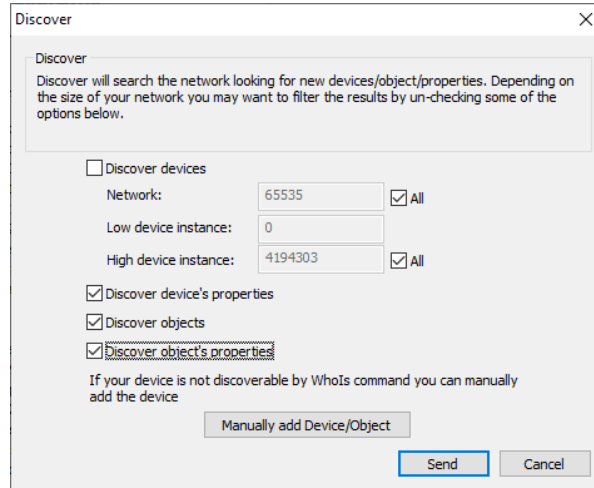 Discover
Discover
Discover will search the network looking for new devices/object/properties. Depending on
the size of your network you may want to filter the results by un-checking some of the
options below.
Discover devices
Network: 65535 All
Low device instance: 0
High device instance: 4194303 All
Discover device's properties
Discover objects
Discover object's properties
If your device is not discoverable by WhoIs command you can manually
add the device
Manually add Device/Object
Send Cancel